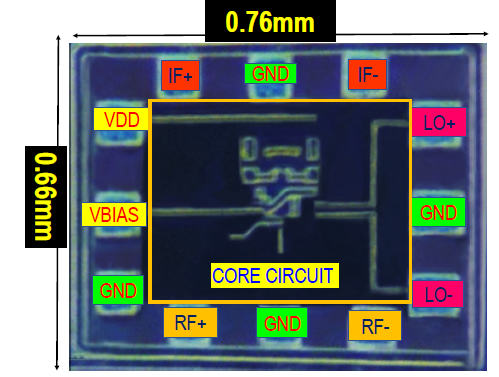 0.76mm
IF+
GND
IF-
VDD
LO+
0.66mm
VBIAS
GND
CORE CIRCUIT
GND
LO-
RF+
GND
RF-